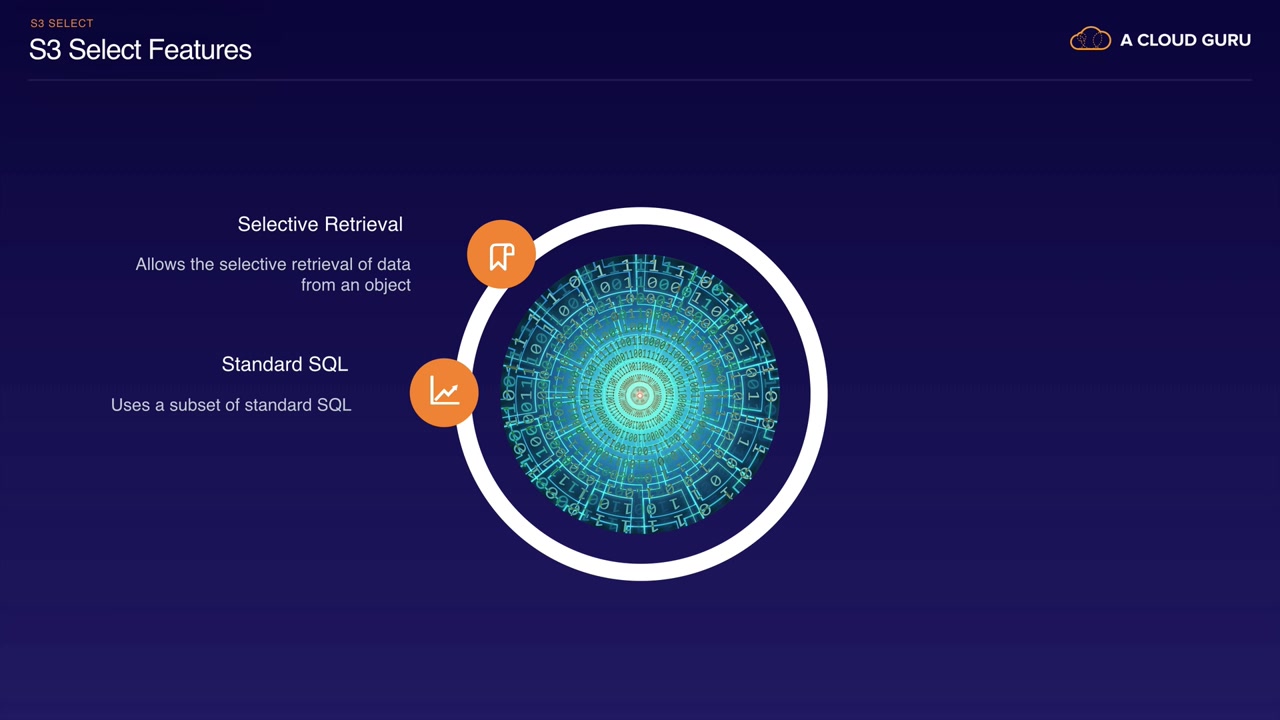 S3 SELECT
S3 Select Features
A CLOUD GURU
Selective Retrieval
Allows the selective retrieval of data
from an object
Standard SQL
Uses a subset of standard SQL